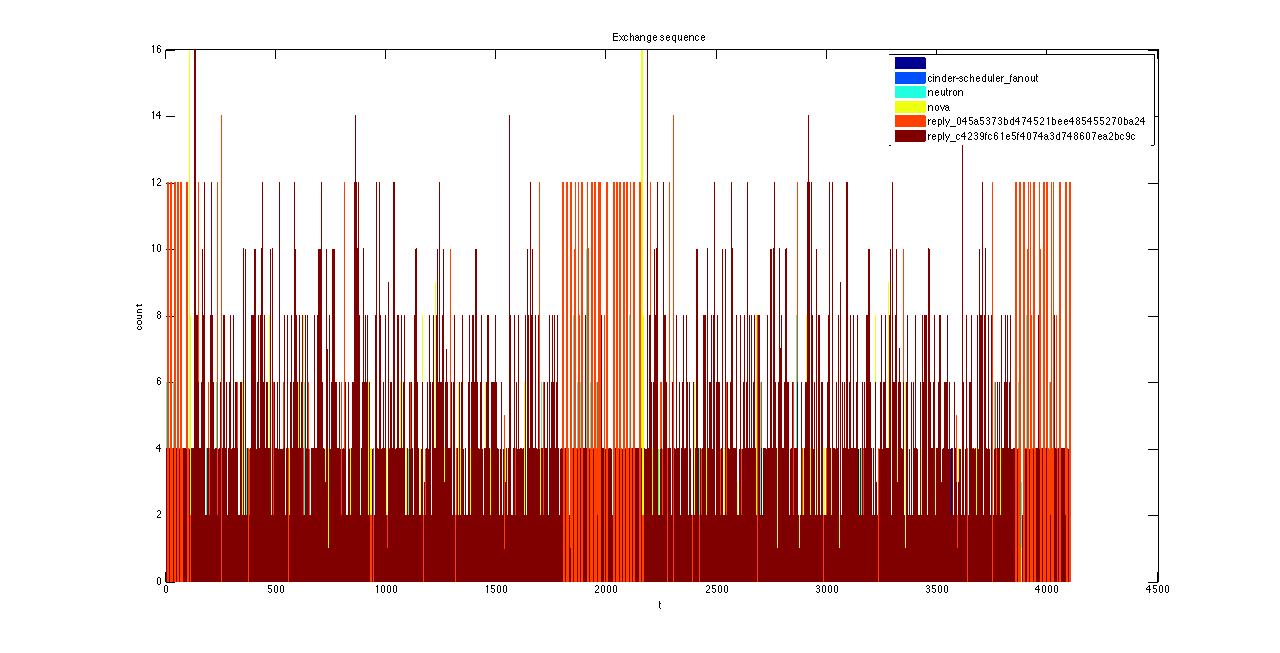 Exchange sequence
16
14
12
10
8
6
4
2
0
count
cinder-scheduler_fanout
neutron
nova
reply_045a5373bd474521bee485455270ba24
reply_c4239fc61e5f4074a3d748607ea2bc9c
0 500 1000 1500 2000 2500 3000 3500 4000 4500
t